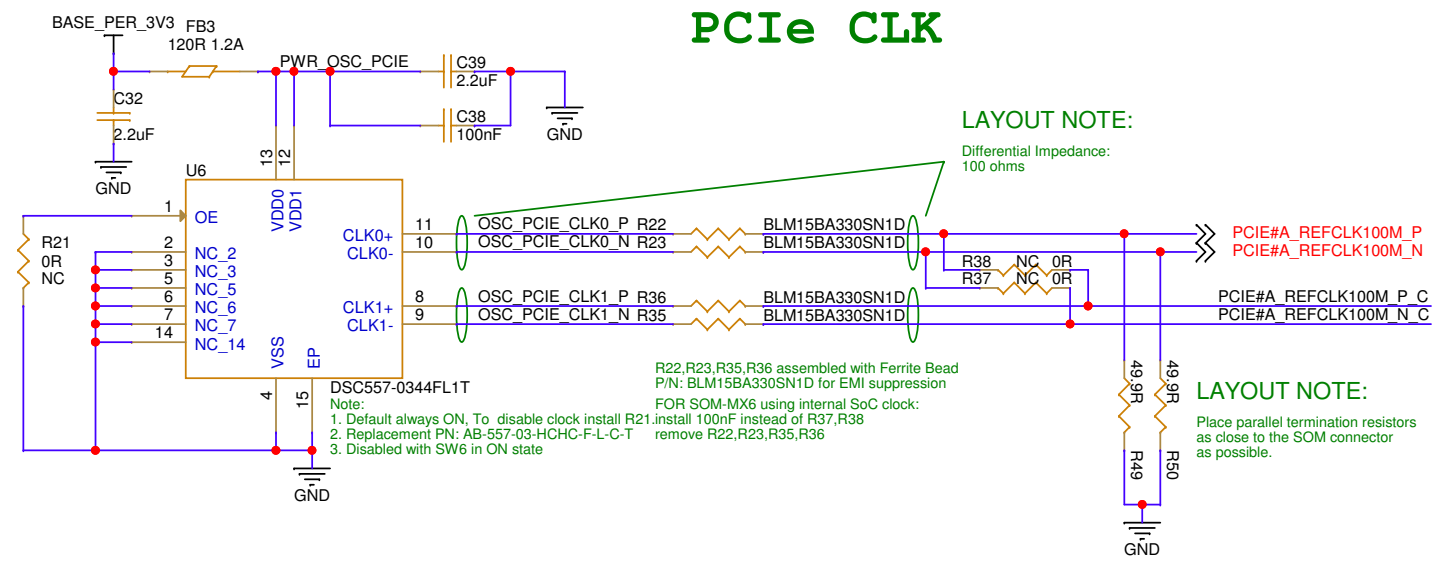 PCIe CLK
BASE_PER_3V3
FB3
120R 1.2A
PWR_OSC_PCIE
C39
2.2uF
C32
2.2uF
C38
100nF
GND
GND
LAYOUT NOTE:
Differential Impedance:
100 ohms
13
12
U6
VDD0
VDD1
1
OE
R21
0R
NC
2
NC_2
3
NC_3
5
NC_5
6
NC_6
7
NC_7
14
NC_14
CLK0+
11
OSC_PCIE_CLK0_P
R22
BLM15BA330SN1D
PCIE#A_REFCLK100M_P
CLK0-
10
OSC_PCIE_CLK0_N
R23
BLM15BA330SN1D
PCIE#A_REFCLK100M_N
R38
NC
0R
R37
NC
0R
CLK1+
8
OSC_PCIE_CLK1_P
R36
BLM15BA330SN1D
PCIE#A_REFCLK100M_P_C
CLK1-
9
OSC_PCIE_CLK1_N
R35
BLM15BA330SN1D
PCIE#A_REFCLK100M_N_C
VSS
EP
4
15
DSC557-0344FL1T
Note:
1. Default always ON, To disable clock install R21.
2. Replacement PN: AB-557-03-HCHC-F-L-C-T
3. Disabled with SW6 in ON state
GND
R22,R23,R35,R36 assembled with Ferrite Bead
P/N: BLM15BA330SN1D for EMI suppression
FOR SOM-MX6 using internal SoC clock:
install 100nF instead of R37,R38
remove R22,R23,R35,R36
49.9R
49.9R
R49
R50
LAYOUT NOTE:
Place parallel termination resistors
as close to the SOM connector
as possible.
GND